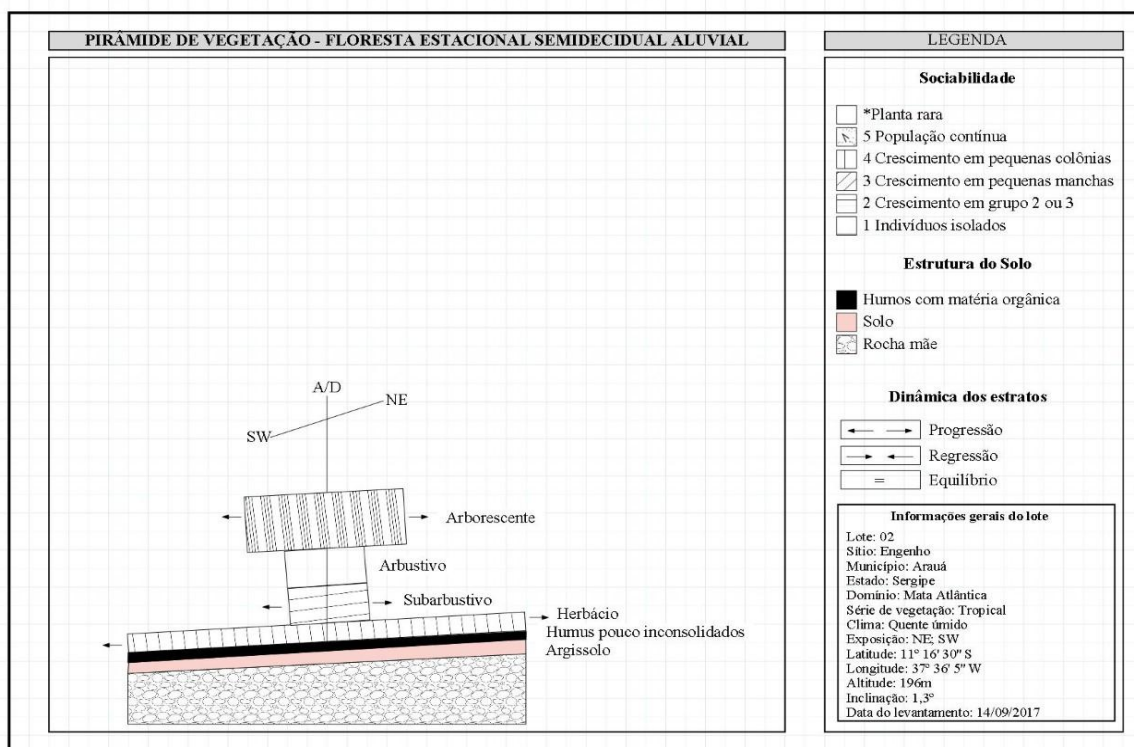 PIRÂMIDE DE VEGETAÇÃO - FLORESTA ESTACIONAL SEMIDECIDUAL ALUVIAL
A/D
NE
SW
Arborescente
Arbustivo
Subarbustivo
Herbácio
Humus pouco inconsolidados
Argissolo
LEGENDA
Sociabilidade
*Planta rara
5 População contínua
4 Crescimento em pequenas colônias
3 Crescimento em pequenas manchas
2 Crescimento em grupo 2 ou 3
1 Indivíduos isolados
Estrutura do Solo
Humos com matéria orgânica
Solo
Rocha mãe
Dinâmica dos estratos
Progressão
Regressão
= Equilíbrio
Informações gerais do lote
Lote: 02
Sítio: Engenho
Município: Arauá
Estado: Sergipe
Domínio: Mata Atlântica
Série de vegetação: Tropical
Clima: Quente úmido
Exposição: NE; SW
Latitude: 11° 16' 30" S
Longitude: 37° 36' 5" W
Altitude: 196m
Inclinação: 1,3°
Data do levantamento: 14/09/2017